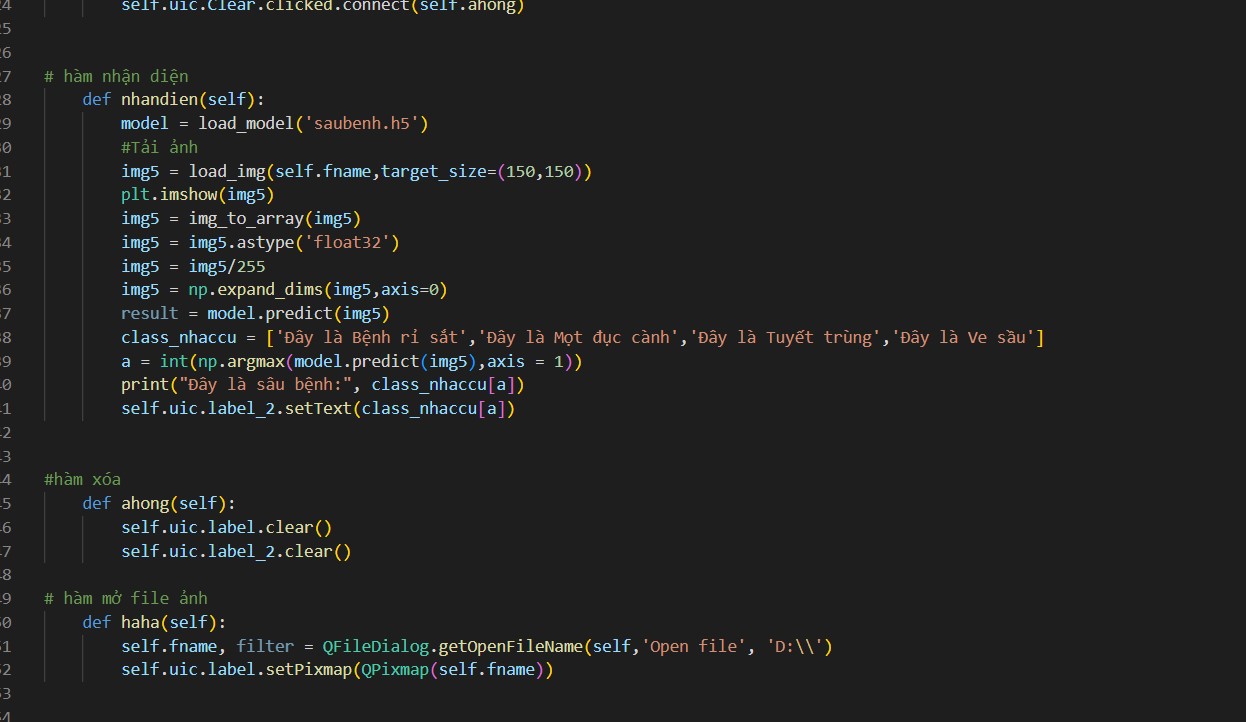 24 self.uic.Clear.clicked.connect(self.ahong)
25
26
27 # hàm nhận diện
28 def nhandien(self):
29 model = load_model('saubenh.h5')
30 #Tải ảnh
31 img5 = load_img(self.fname,target_size=(150,150))
32 plt.imshow(img5)
33 img5 = img_to_array(img5)
34 img5 = img5.astype('float32')
35 img5 = img5/255
36 img5 = np.expand_dims(img5,axis=0)
37 result = model.predict(img5)
38 class_nhaccu = ['Đây là Bệnh rỉ sắt','Đây là Mọt đục cành','Đây là Tuyết trùng','Đây là Ve sầu']
39 a = int(np.argmax(model.predict(img5),axis = 1))
40 print("Đây là sâu bệnh:", class_nhaccu[a])
41 self.uic.label_2.setText(class_nhaccu[a])
42
43
44 #hàm xóa
45 def ahong(self):
46 self.uic.label.clear()
47 self.uic.label_2.clear()
48
49 # hàm mở file ảnh
50 def haha(self):
51 self.fname, filter = QFileDialog.getOpenFileName(self,'Open file', 'D:\\')
52 self.uic.label.setPixmap(QPixmap(self.fname))
53
54